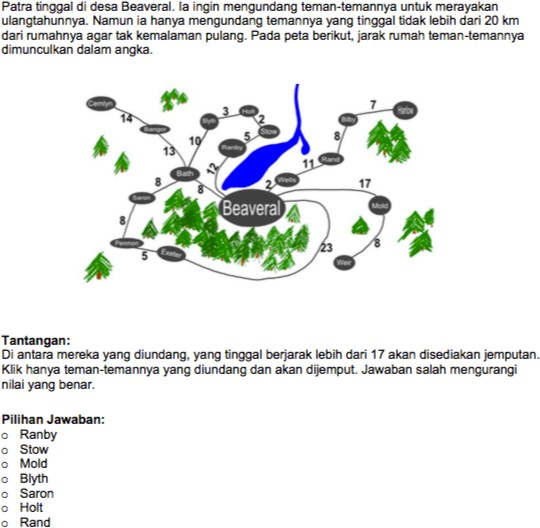 Patra tinggal di desa Beaveral. Ia ingin mengundang teman-temannya untuk merayakan
ulangtahunnya. Namun ia hanya mengundang temannya yang tinggal tidak lebih dari 20 km
dari rumahnya agar tak kemalaman pulang. Pada peta berikut, jarak rumah teman-temannya
dimunculkan dalam angka.
Cemlyn
14
Bangor
13
Blyth
3
Holt
2
Stow
5
Ranby
10
12
Bath
8
8
Saron
8
Pennon
5
Exeter
Beaveral
2
Wells
11
Rand
8
Bilby
7
Harlow
17
Mold
8
Weir
23
Tantangan:
Di antara mereka yang diundang, yang tinggal berjarak lebih dari 17 akan disediakan jemputan.
Klik hanya teman-temannya yang diundang dan akan dijemput. Jawaban salah mengurangi
nilai yang benar.
Pilihan Jawaban:
o Ranby
o Stow
o Mold
o Blyth
o Saron
o Holt
o Rand